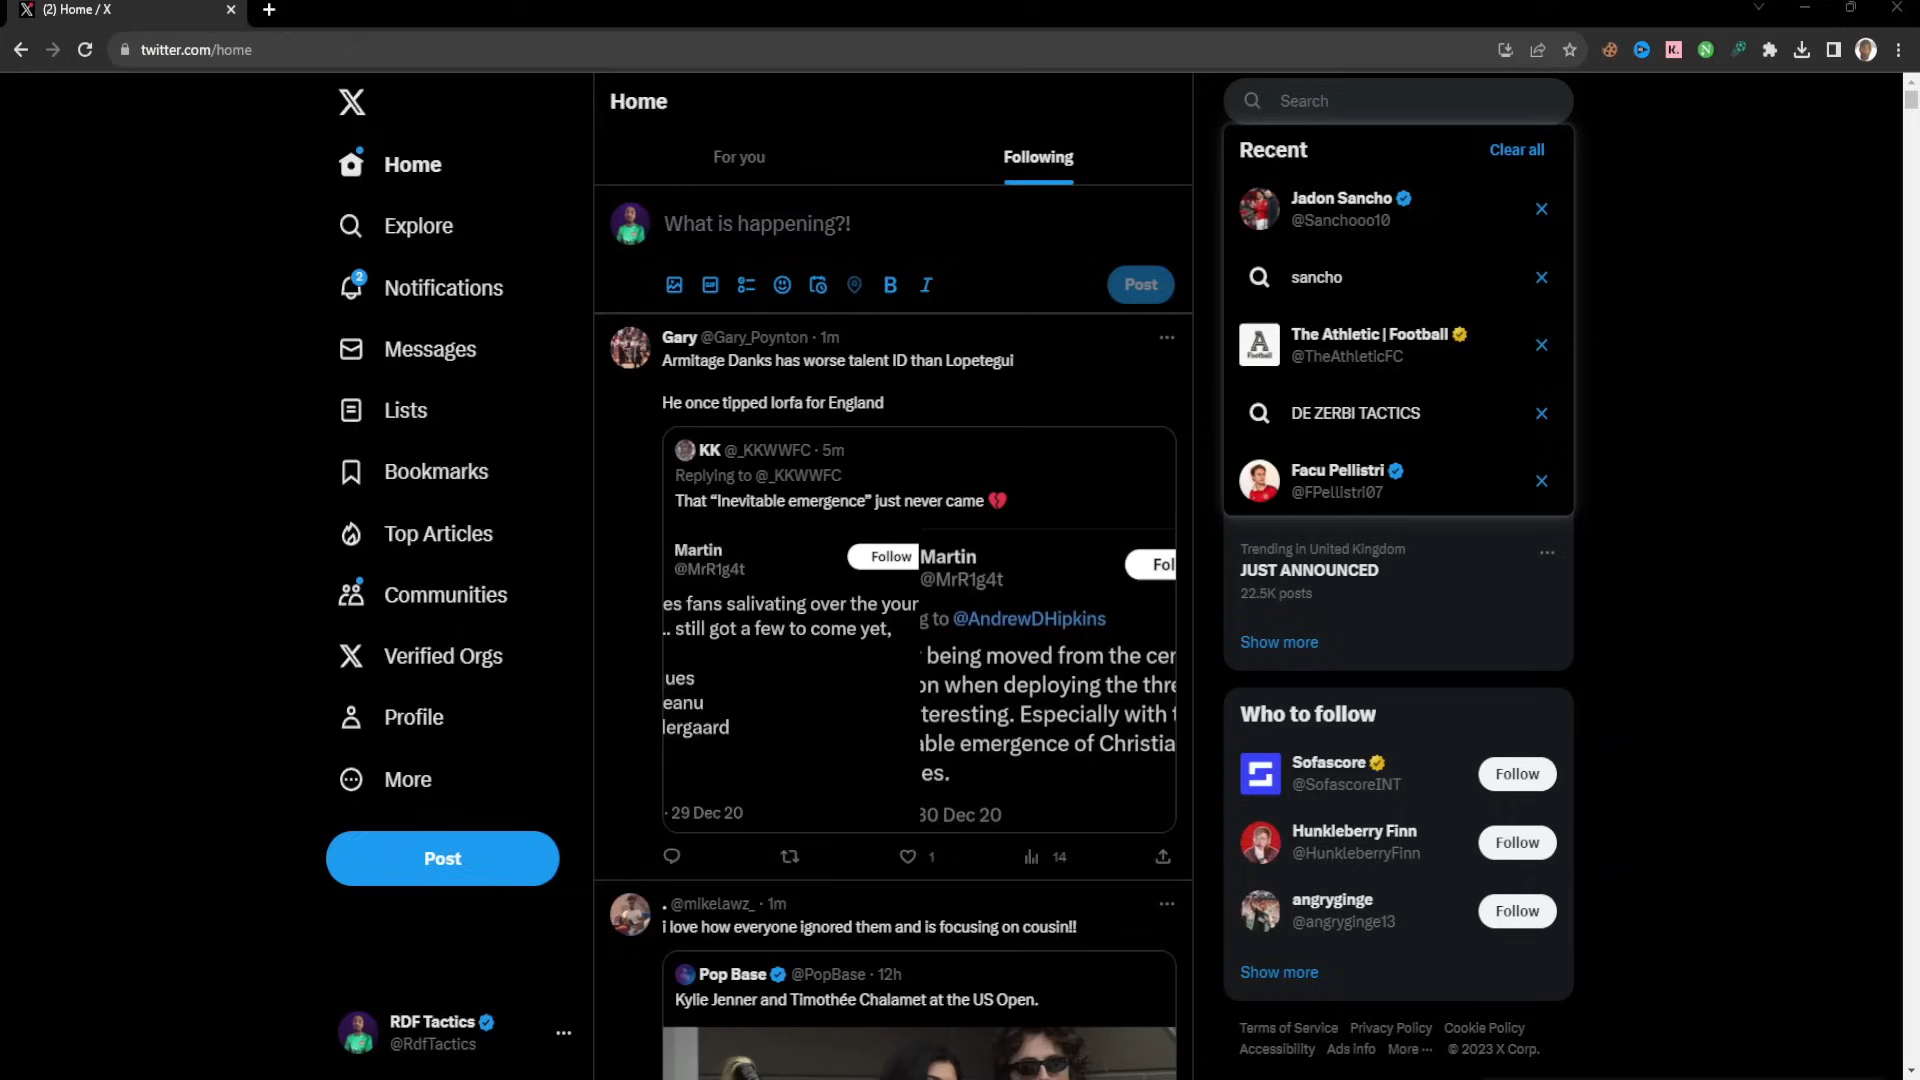 (2) Home / X
twitter.com/home
Home
Explore
2
Notifications
Messages
Lists
Bookmarks
Top Articles
Communities
Verified Orgs
Profile
More
Post
RDF Tactics
@RdfTactics
Home
For you
Following
What is happening?!
GIF
B I
Post
Gary @Gary_Poynton · 1m
Armitage Danks has worse talent ID than Lopetegui
He once tipped Iorfa for England
KK @_KKWWFC · 5m
Replying to @_KKWWFC
That “Inevitable emergence” just never came 💔
Martin
@MrR1g4t
Follow
es fans salivating over the your
.. still got a few to come yet,
ues
eanu
lergaard
· 29 Dec 20
Martin
@MrR1g4t
Fol
g to @AndrewDHipkins
being moved from the cer
on when deploying the thre
teresting. Especially with t
able emergence of Christia
es.
30 Dec 20
1
14
. @mikelawz_ · 1m
i love how everyone ignored them and is focusing on cousin!!
Pop Base @PopBase · 12h
Kylie Jenner and Timothée Chalamet at the US Open.
Search
Recent
Clear all
Jadon Sancho
@Sanchooo10
sancho
A
Football
The Athletic | Football
@TheAthleticFC
DE ZERBI TACTICS
Facu Pellistri
@FPellistri07
Trending in United Kingdom
JUST ANNOUNCED
22.5K posts
Show more
Who to follow
Sofascore
@SofascoreINT
Follow
Hunkleberry Finn
@HunkleberryFinn
Follow
angryginge
@angryginge13
Follow
Show more
Terms of Service Privacy Policy Cookie Policy
Accessibility Ads info More ··· © 2023 X Corp.